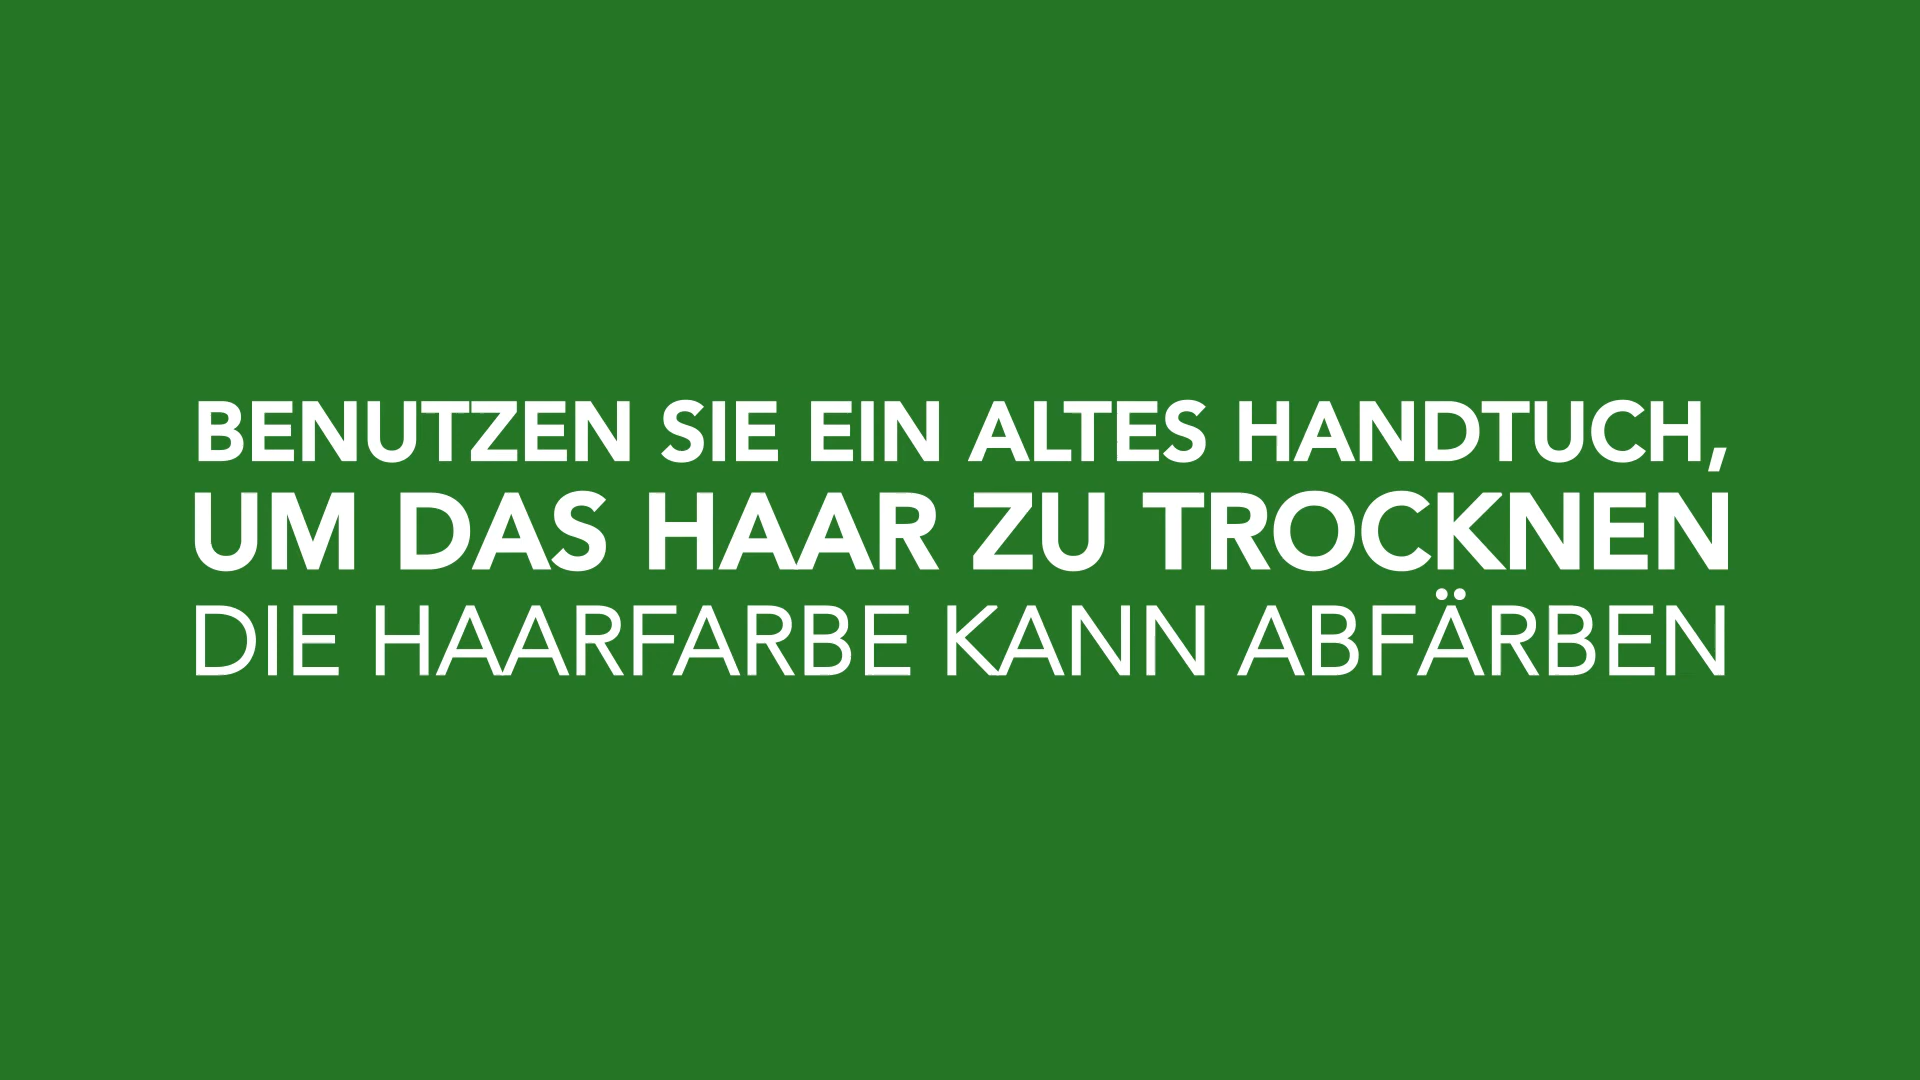 BENUTZEN SIE EIN ALTES HANDTUCH,
UM DAS HAAR ZU TROCKNEN
DIE HAARFARBE KANN ABFÄRBEN